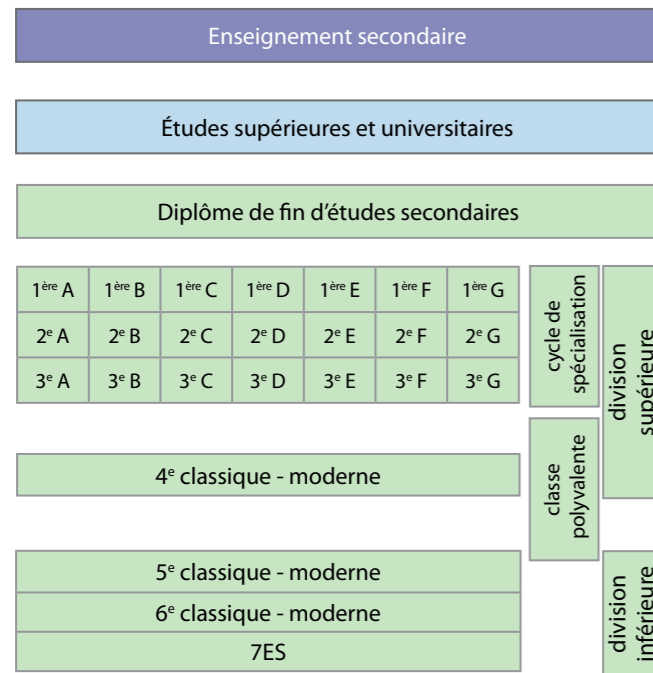 Enseignement secondaire
Études supérieures et universitaires
Diplôme de fin d'études secondaires
1ère A 1ère B 1ère C 1ère D 1ère E 1ère F 1ère G
2e A 2e B 2e C 2e D 2e E 2e F 2e G
3e A 3e B 3e C 3e D 3e E 3e F 3e G
cycle de
spécialisation
division
supérieure
4e classique - moderne
classe
polyvalente
5e classique - moderne
6e classique - moderne
7ES
division
inférieure